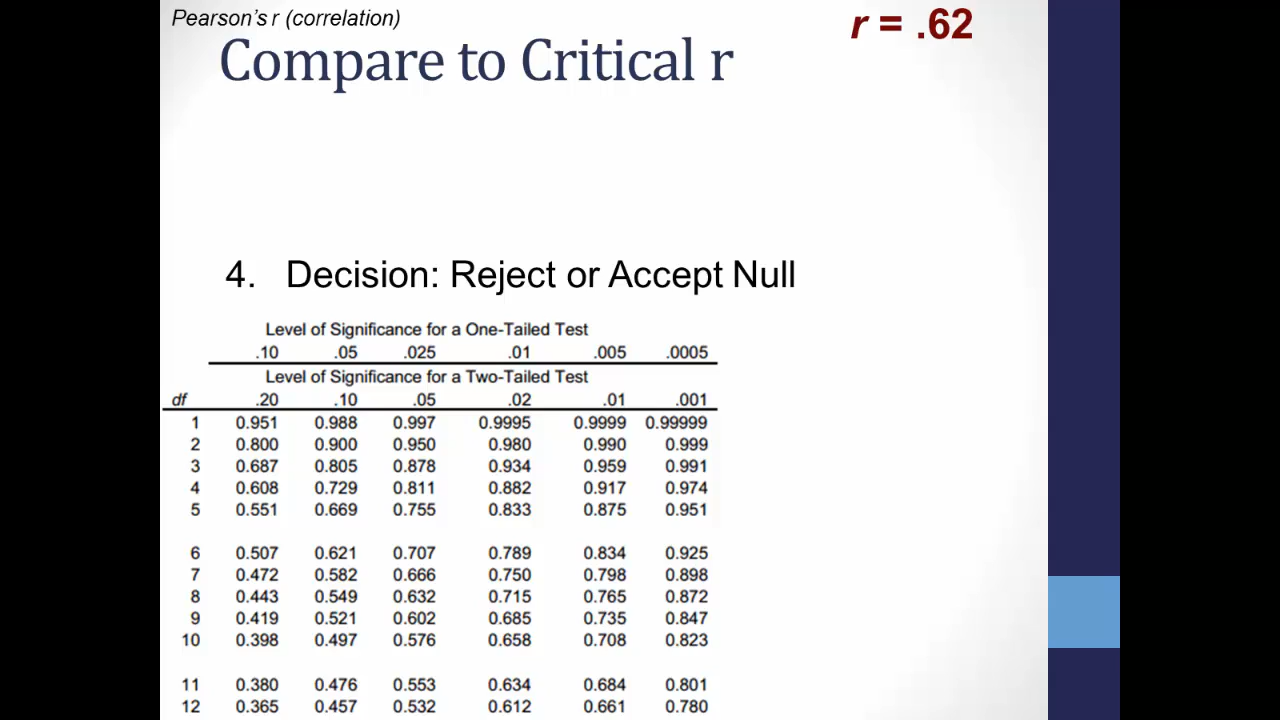 Pearson's r (correlation)
r = .62
Compare to Critical r
4. Decision: Reject or Accept Null
Level of Significance for a One-Tailed Test
.10 .05 .025 .01 .005 .0005
Level of Significance for a Two-Tailed Test
df .20 .10 .05 .02 .01 .001
1 0.951 0.988 0.997 0.9995 0.9999 0.99999
2 0.800 0.900 0.950 0.980 0.990 0.999
3 0.687 0.805 0.878 0.934 0.959 0.991
4 0.608 0.729 0.811 0.882 0.917 0.974
5 0.551 0.669 0.755 0.833 0.875 0.951
6 0.507 0.621 0.707 0.789 0.834 0.925
7 0.472 0.582 0.666 0.750 0.798 0.898
8 0.443 0.549 0.632 0.715 0.765 0.872
9 0.419 0.521 0.602 0.685 0.735 0.847
10 0.398 0.497 0.576 0.658 0.708 0.823
11 0.380 0.476 0.553 0.634 0.684 0.801
12 0.365 0.457 0.532 0.612 0.661 0.780